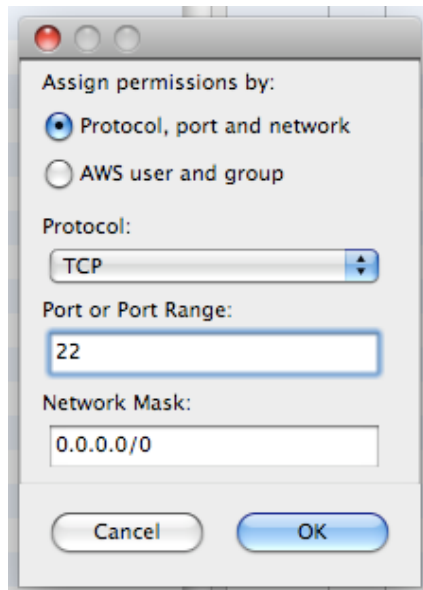 Assign permissions by:
Protocol, port and network
AWS user and group
Protocol:
TCP
Port or Port Range:
22
Network Mask:
0.0.0.0/0
Cancel OK